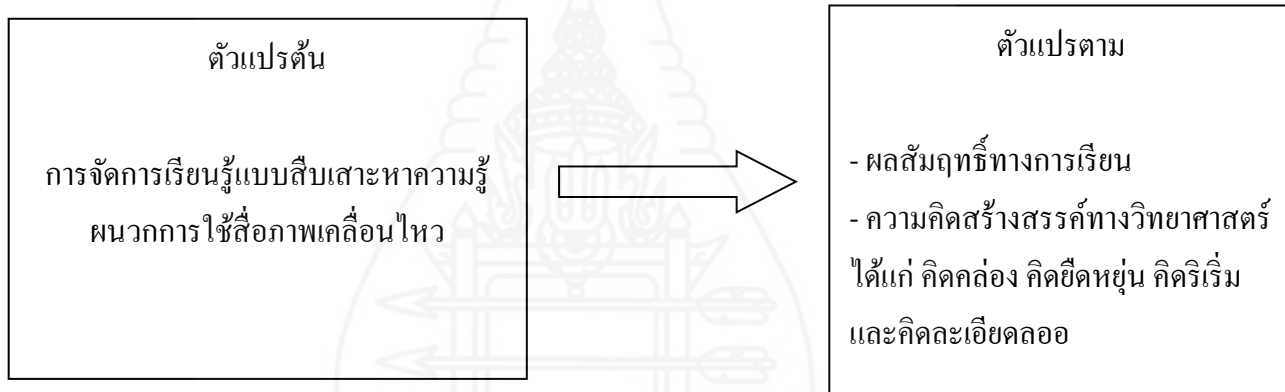 ตัวแปรต้น
การจัดการเรียนรู้แบบสืบเสาะหาความรู้
ผนวกการใช้สื่อภาพเคลื่อนไหว
ตัวแปรตาม
- ผลสัมฤทธิ์ทางการเรียน
- ความคิดสร้างสรรค์ทางวิทยาศาสตร์
ได้แก่ คิดคล่อง คิดยืดหยุ่น คิดริเริ่ม
และคิดละเอียดลออ